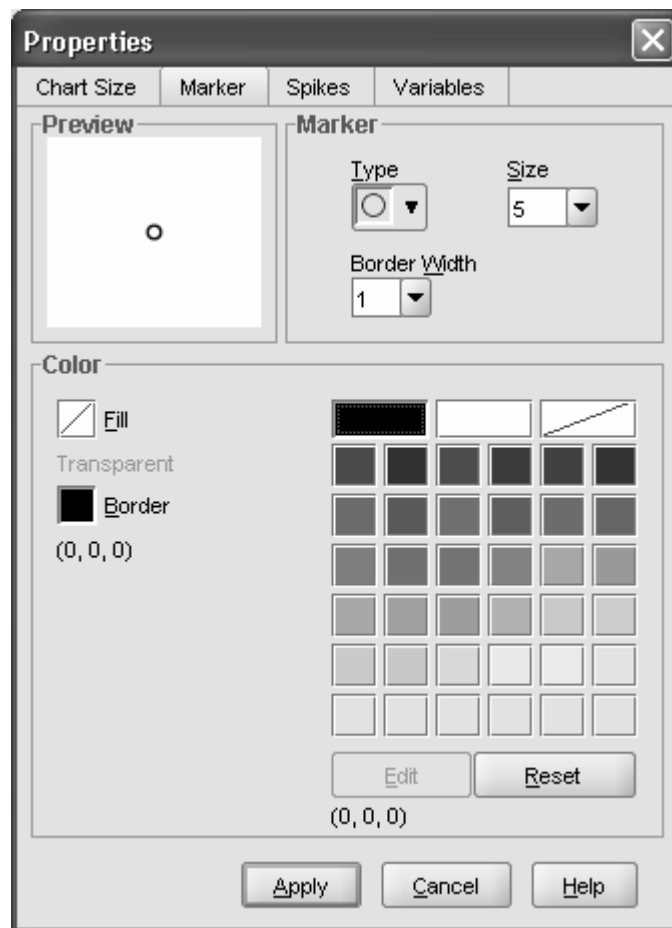 Properties
Chart Size Marker Spikes Variables
Preview
Marker
Type Size
5
Border Width
1
Color
Fill
Transparent
Border
(0, 0, 0)
Edit Reset
(0, 0, 0)
Apply Cancel Help